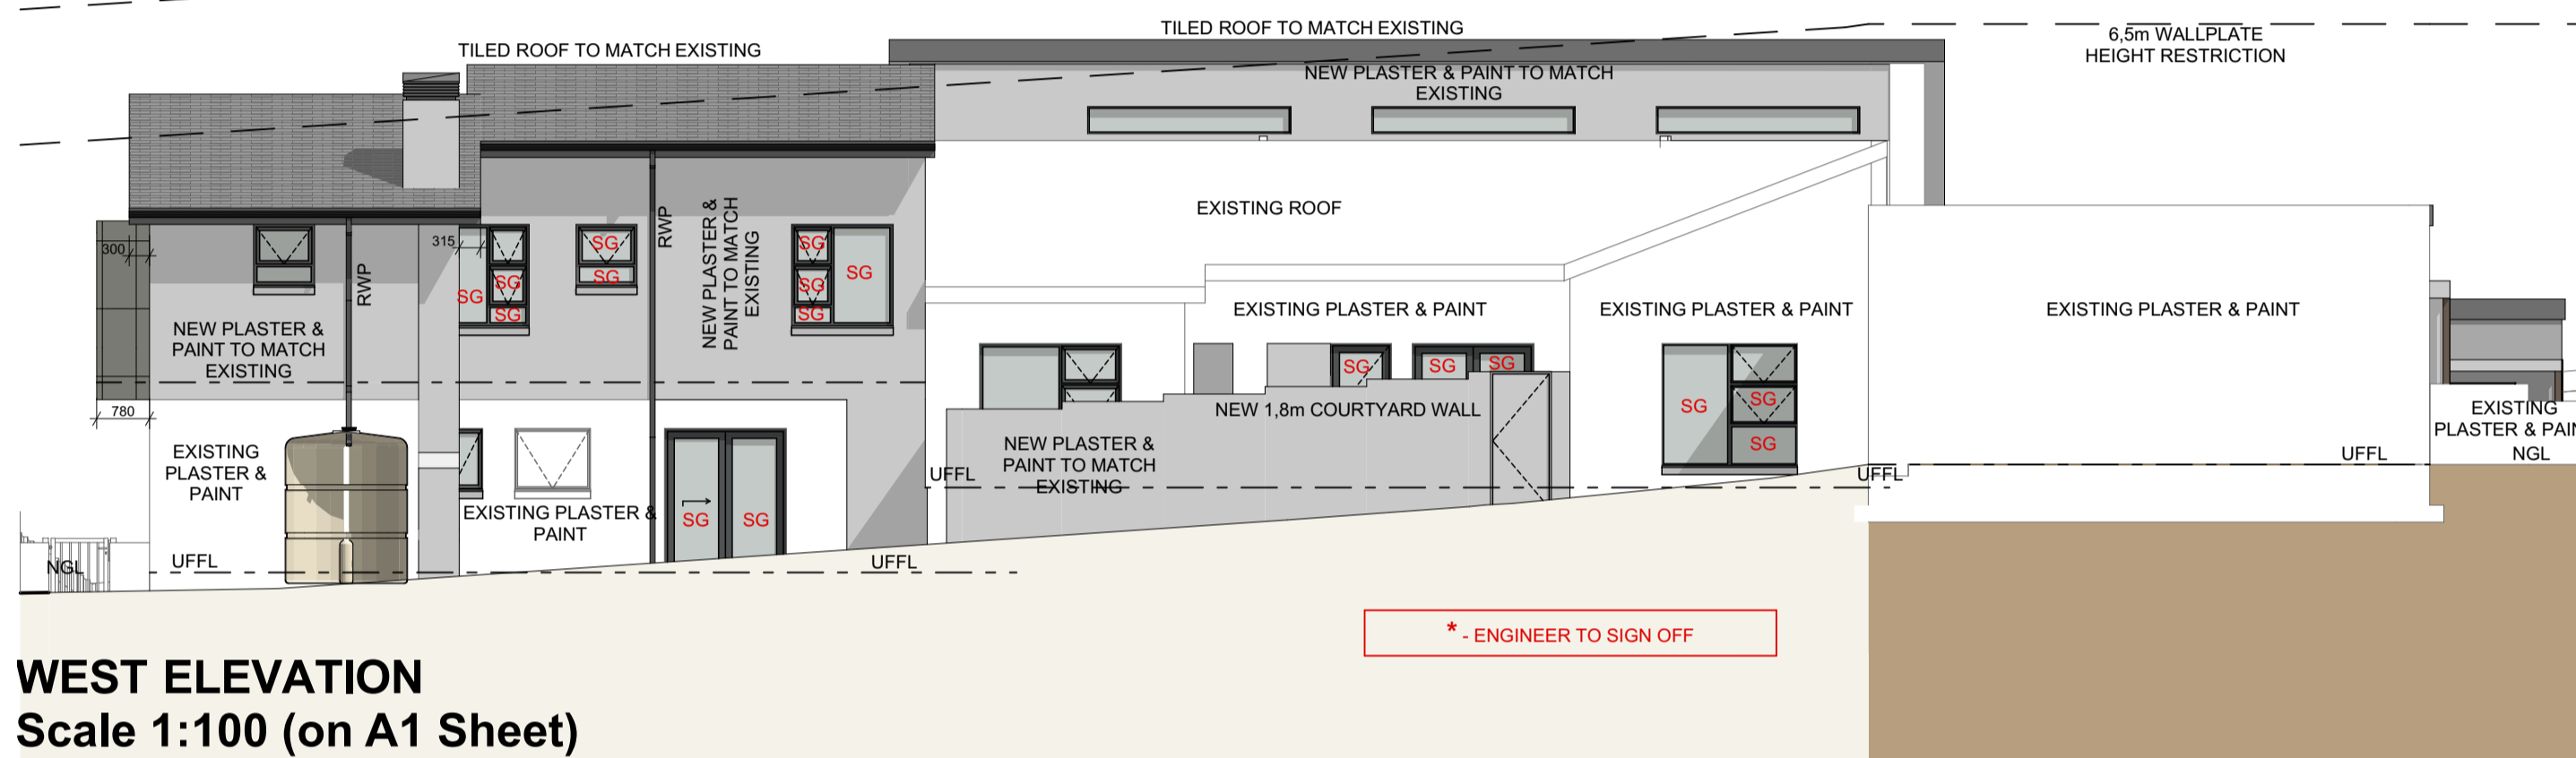 TILED ROOF TO MATCH EXISTING
TILED ROOF TO MATCH EXISTING
6,5m WALLPLATE
HEIGHT RESTRICTION
NEW PLASTER & PAINT TO MATCH
EXISTING
EXISTING ROOF
300
315
RWP
RWP
NEW PLASTER &
PAINT TO MATCH
EXISTING
SG
SG
SG
SG
SG
SG
SG
SG
SG
NEW PLASTER &
PAINT TO MATCH
EXISTING
EXISTING PLASTER & PAINT
EXISTING PLASTER & PAINT
EXISTING PLASTER & PAINT
SG
SG
SG
SG
SG
SG
780
NEW 1,8m COURTYARD WALL
EXISTING
PLASTER & PAIN
NGL
EXISTING
PLASTER &
PAINT
NEW PLASTER &
PAINT TO MATCH
EXISTING
UFFL
UFFL
UFFL
EXISTING PLASTER &
PAINT
SG
SG
NGL
UFFL
UFFL
* - ENGINEER TO SIGN OFF
WEST ELEVATION
Scale 1:100 (on A1 Sheet)